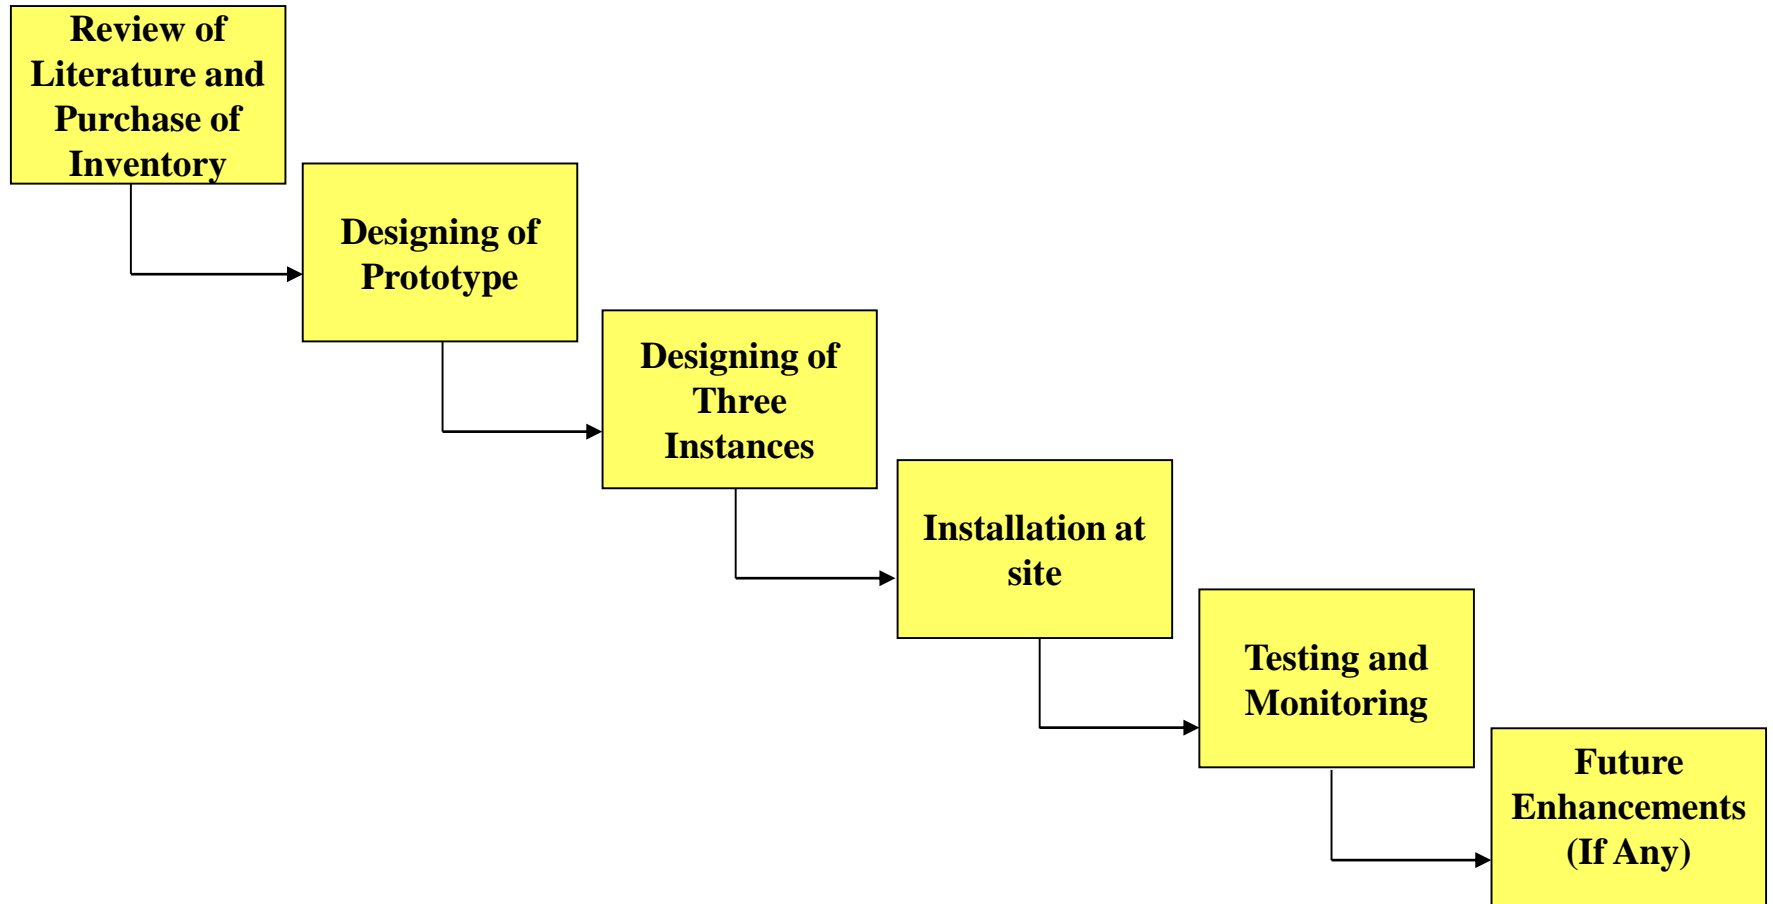 Review of
Literature and
Purchase of
Inventory
Designing of
Prototype
Designing of
Three
Instances
Installation at
site
Testing and
Monitoring
Future
Enhancements
(If Any)